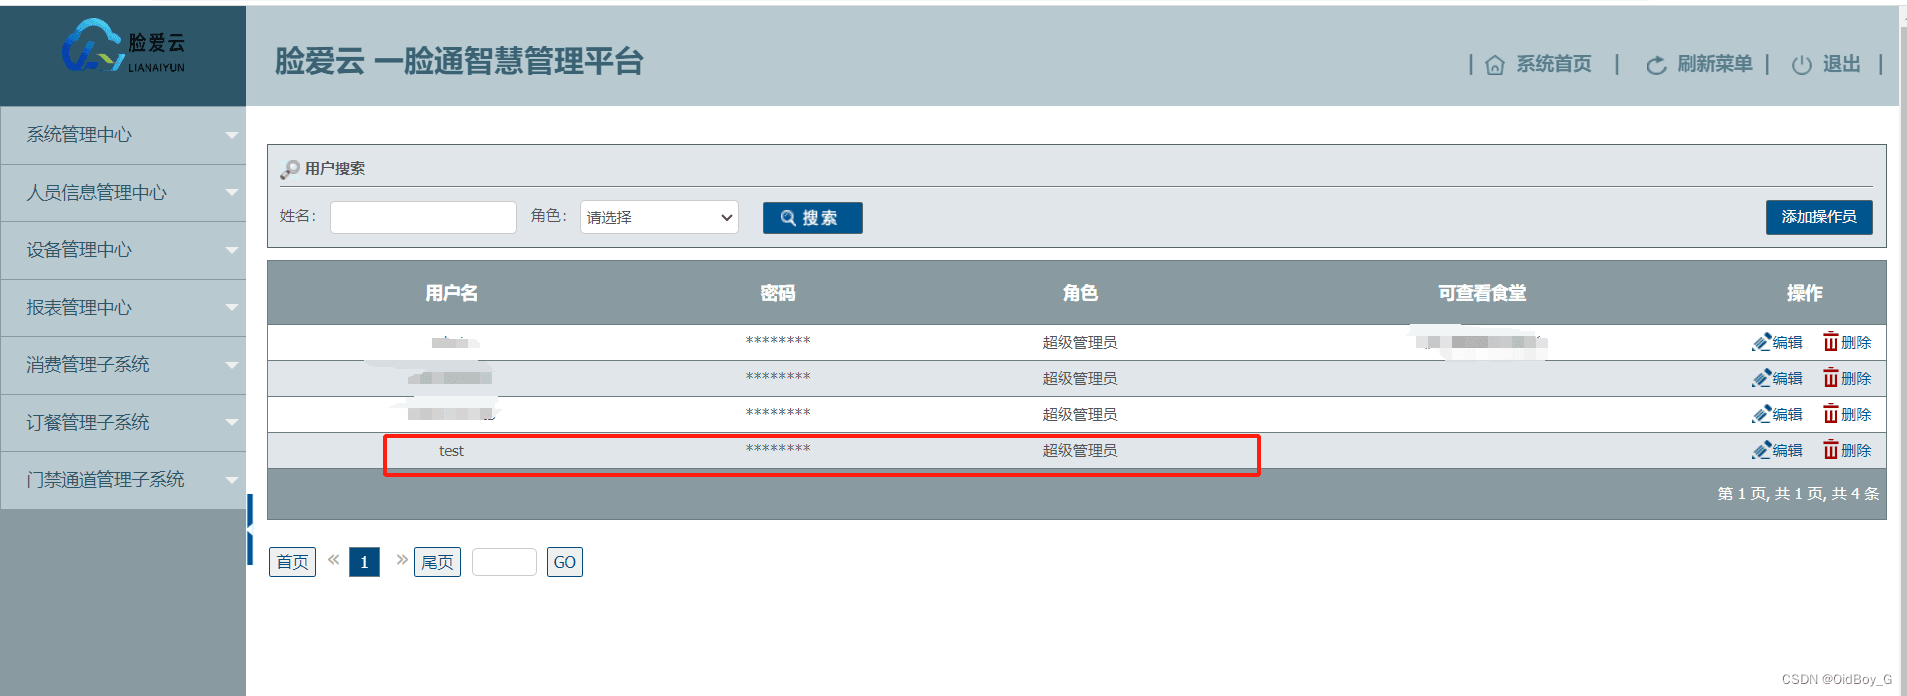 脸爱云
LIANAIYUN
脸爱云 一脸通智慧管理平台
| 系统首页 | 刷新菜单 | 退出 |
系统管理中心
人员信息管理中心
设备管理中心
报表管理中心
消费管理子系统
订餐管理子系统
门禁通道管理子系统
用户搜索
姓名: 角色: 请选择 搜索 添加操作员
用户名 密码 角色 可查看食堂 操作
******** 超级管理员 编辑 删除
******** 超级管理员 编辑 删除
******** 超级管理员 编辑 删除
test ******** 超级管理员 编辑 删除
第 1 页, 共 1 页, 共 4 条
首页 « 1 » 尾页 GO
CSDN @OidBoy_G